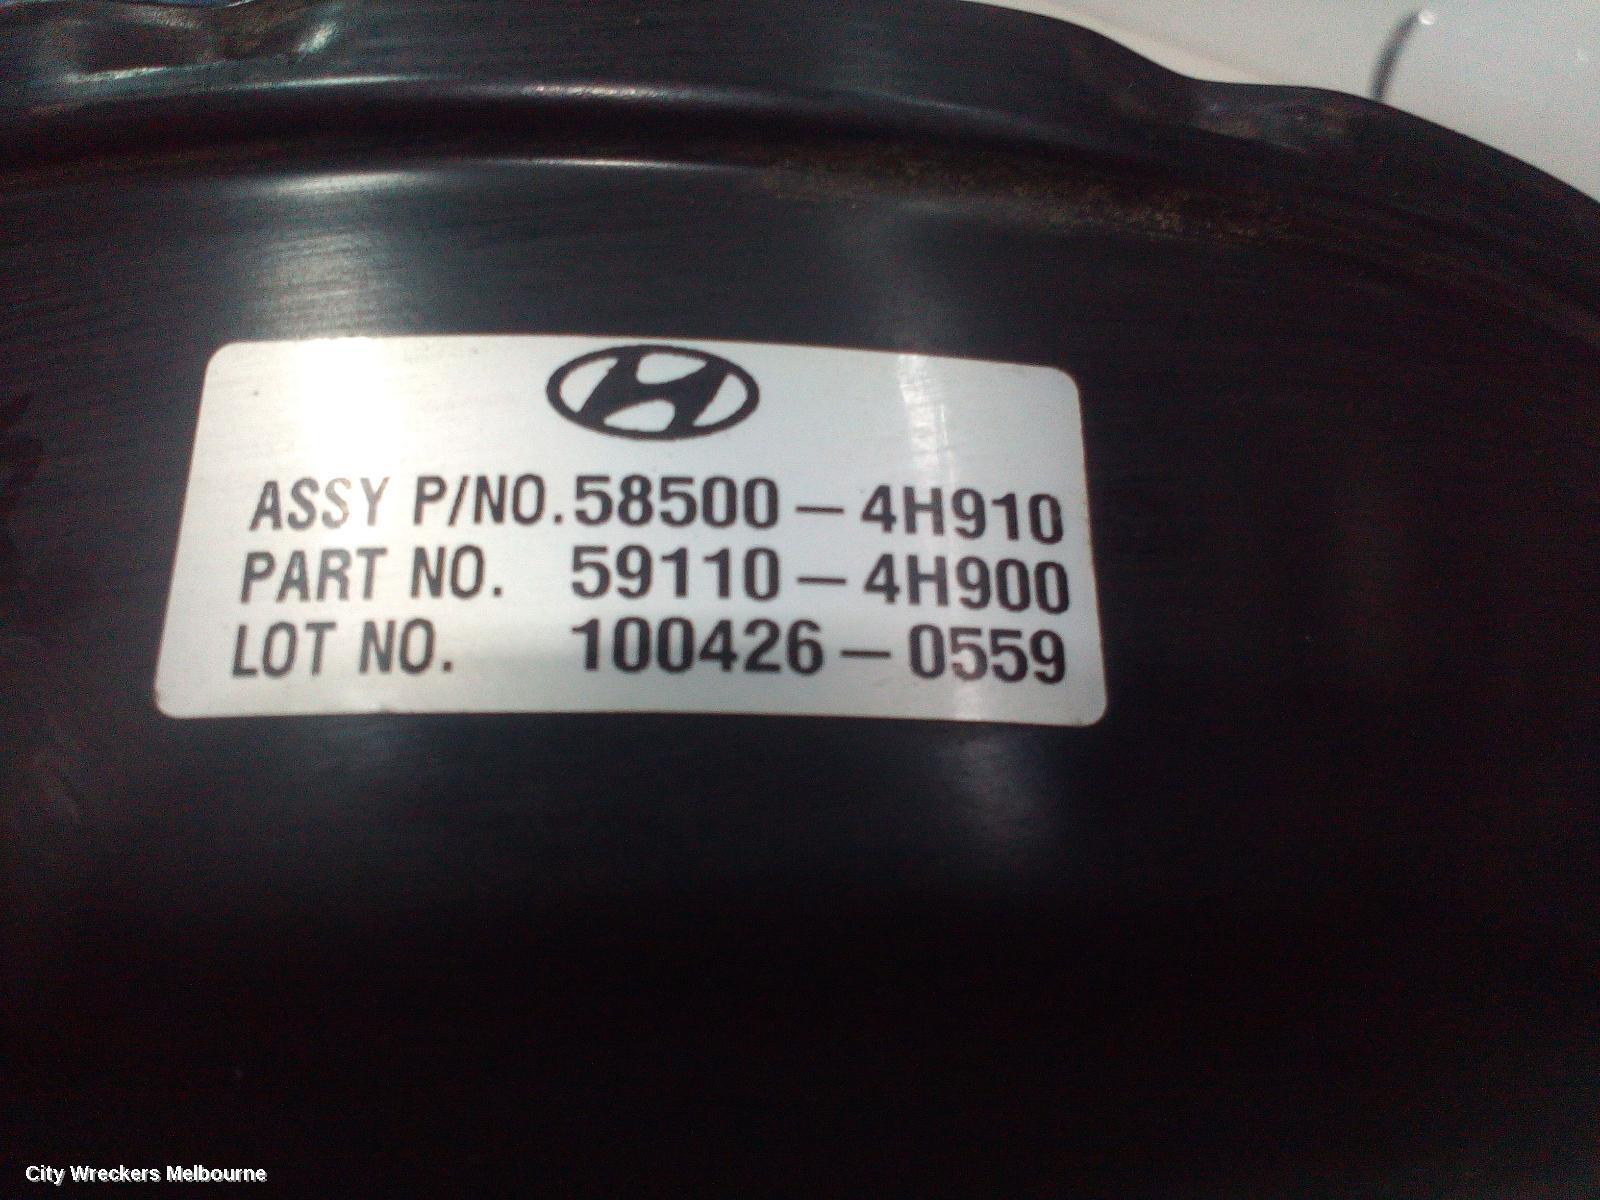 ASSY P/NO. 58500-4H910
PART NO. 59110-4H900
LOT NO. 100426-0559
City Wreckers Melbourne